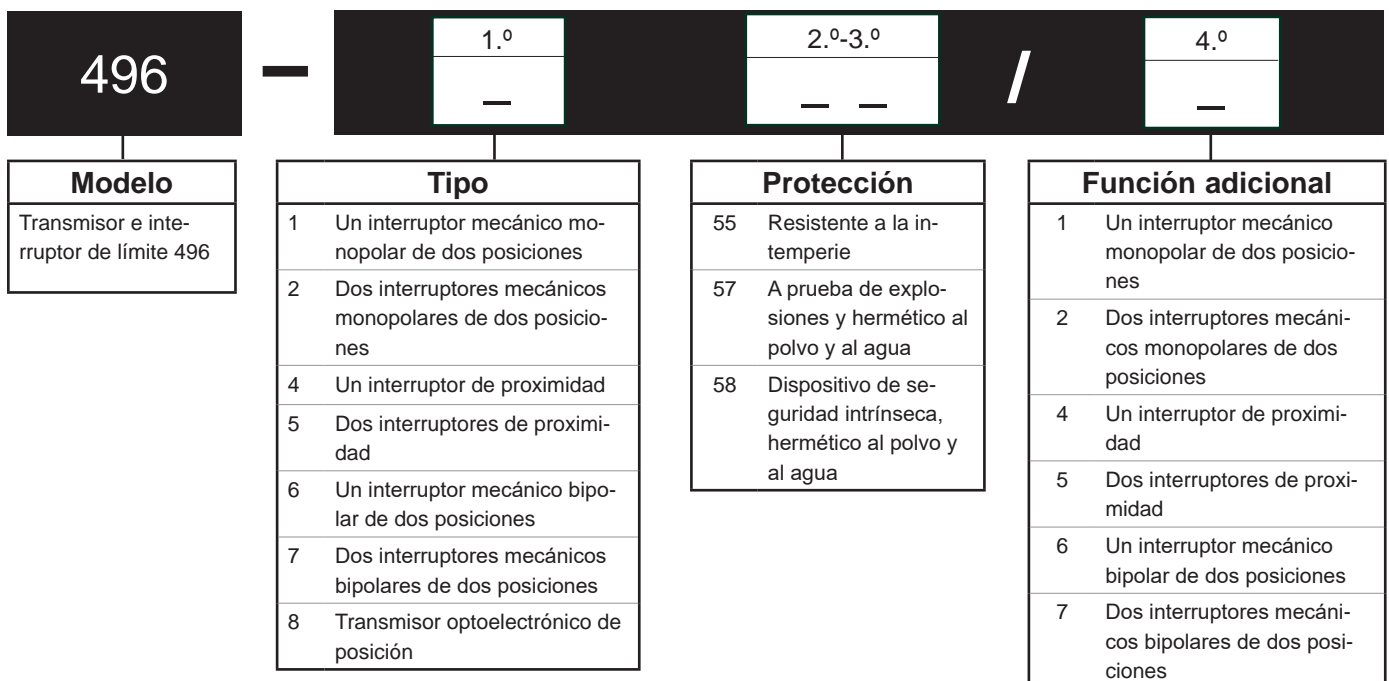 496
–
1.º
_
2.º-3.º
_ _
/
4.º
_
Modelo
Transmisor e inte-
rruptor de límite 496
Tipo
1 Un interruptor mecánico mo-
nopolar de dos posiciones
2 Dos interruptores mecánicos
monopolares de dos posicio-
nes
4 Un interruptor de proximidad
5 Dos interruptores de proximi-
dad
6 Un interruptor mecánico bipo-
lar de dos posiciones
7 Dos interruptores mecánicos
bipolares de dos posiciones
8 Transmisor optoelectrónico de
posición
Protección
55 Resistente a la in-
temperie
57 A prueba de explo-
siones y hermético al
polvo y al agua
58 Dispositivo de se-
guridad intrínseca,
hermético al polvo y
al agua
Función adicional
1 Un interruptor mecánico
monopolar de dos posicio-
nes
2 Dos interruptores mecáni-
cos monopolares de dos
posiciones
4 Un interruptor de proximi-
dad
5 Dos interruptores de proxi-
midad
6 Un interruptor mecánico
bipolar de dos posiciones
7 Dos interruptores mecáni-
cos bipolares de dos posi-
ciones